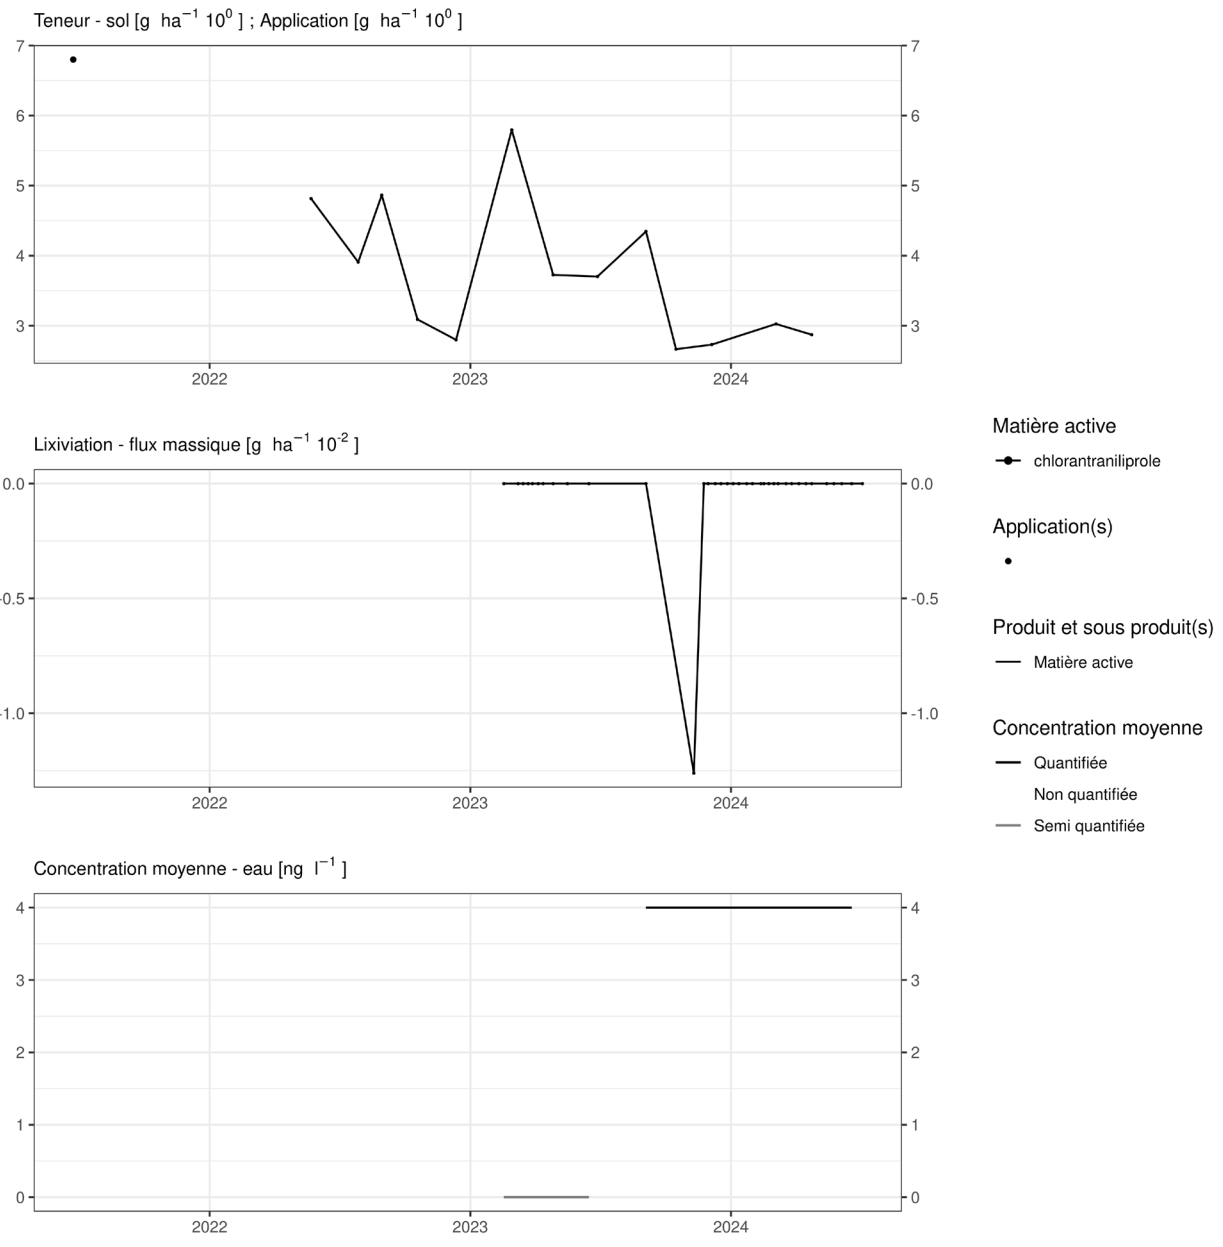 Teneur - sol [g ha⁻¹ 10⁰ ] ; Application [g ha⁻¹ 10⁰ ]
7 7
6 6
5 5
4 4
3 3
2022 2023 2024
Lixiviation - flux massique [g ha⁻¹ 10⁻² ]
0.0 0.0
-0.5 -0.5
-1.0 -1.0
2022 2023 2024
Concentration moyenne - eau [ng l⁻¹ ]
4 4
3 3
2 2
1 1
0 0
2022 2023 2024
Matière active
chlorantraniliprole
Application(s)
Produit et sous produit(s)
Matière active
Concentration moyenne
Quantifiée
Non quantifiée
Semi quantifiée